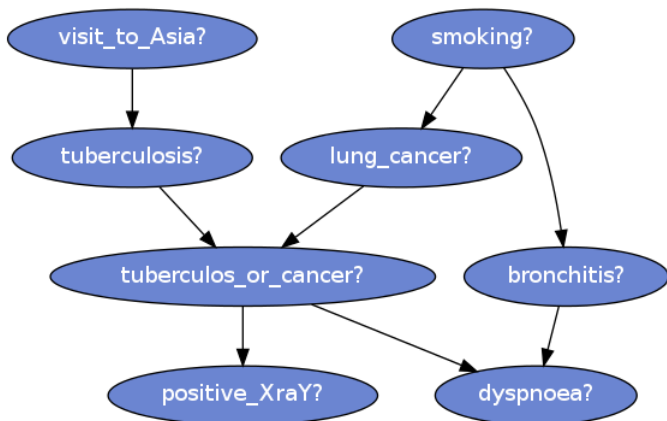 visit_to_Asia?
smoking?
tuberculosis?
lung_cancer?
tuberculos_or_cancer?
bronchitis?
positive_XraY?
dyspnoea?